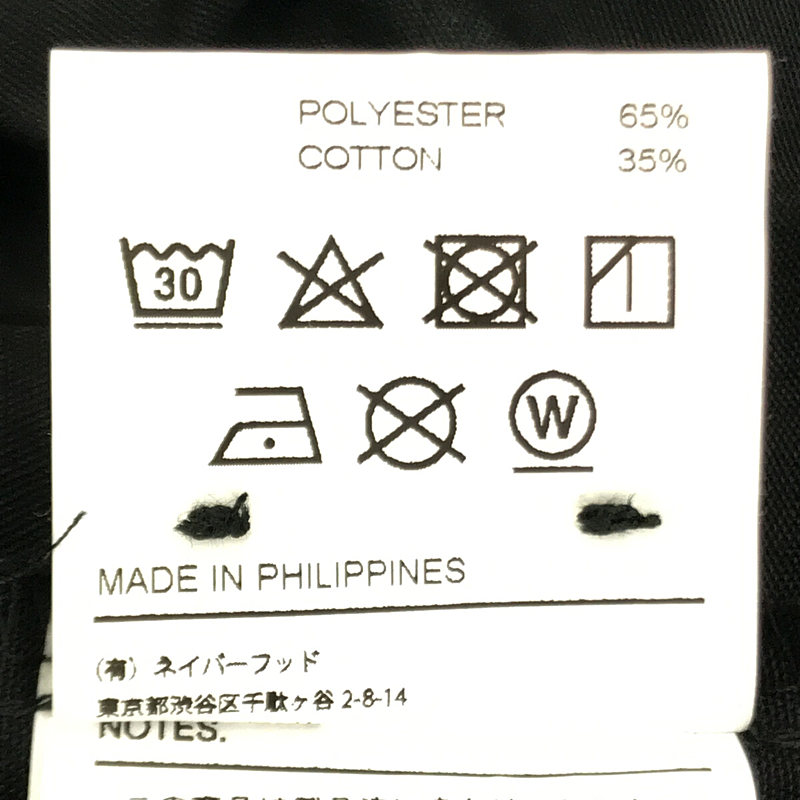 POLYESTER 65%
COTTON 35%
30
W
MADE IN PHILIPPINES
(有) ネイバーフッド
東京都渋谷区千駄ヶ谷 2-8-14
NOTES.